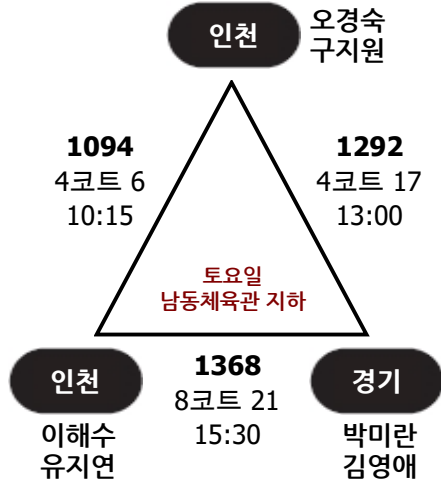 인천
오경숙
구지원
1094
4코트 6
10:15
1292
4코트 17
13:00
토요일
남동체육관 지하
인천
이해수
유지연
1368
8코트 21
15:30
경기
박미란
김영애